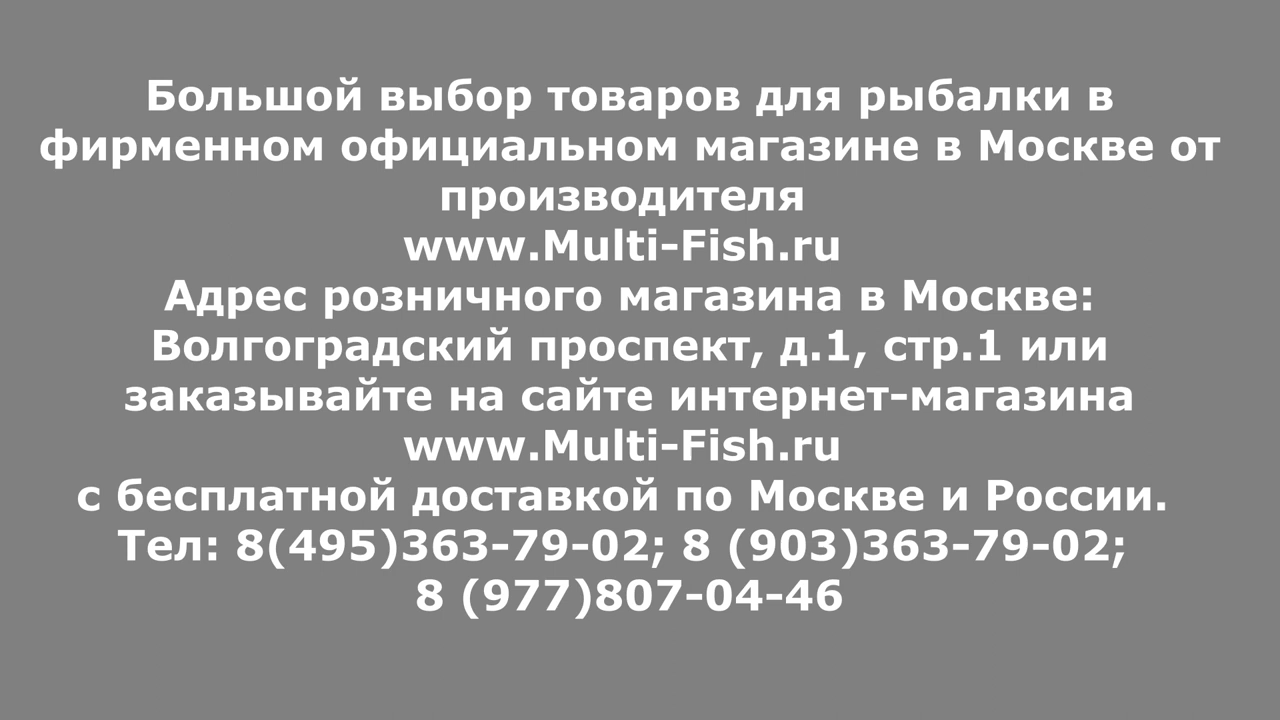 Большой выбор товаров для рыбалки в
фирменном официальном магазине в Москве от
производителя
www.Multi-Fish.ru
Адрес розничного магазина в Москве:
Волгоградский проспект, д.1, стр.1 или
заказывайте на сайте интернет-магазина
www.Multi-Fish.ru
с бесплатной доставкой по Москве и России.
Тел: 8(495)363-79-02; 8 (903)363-79-02;
8 (977)807-04-46